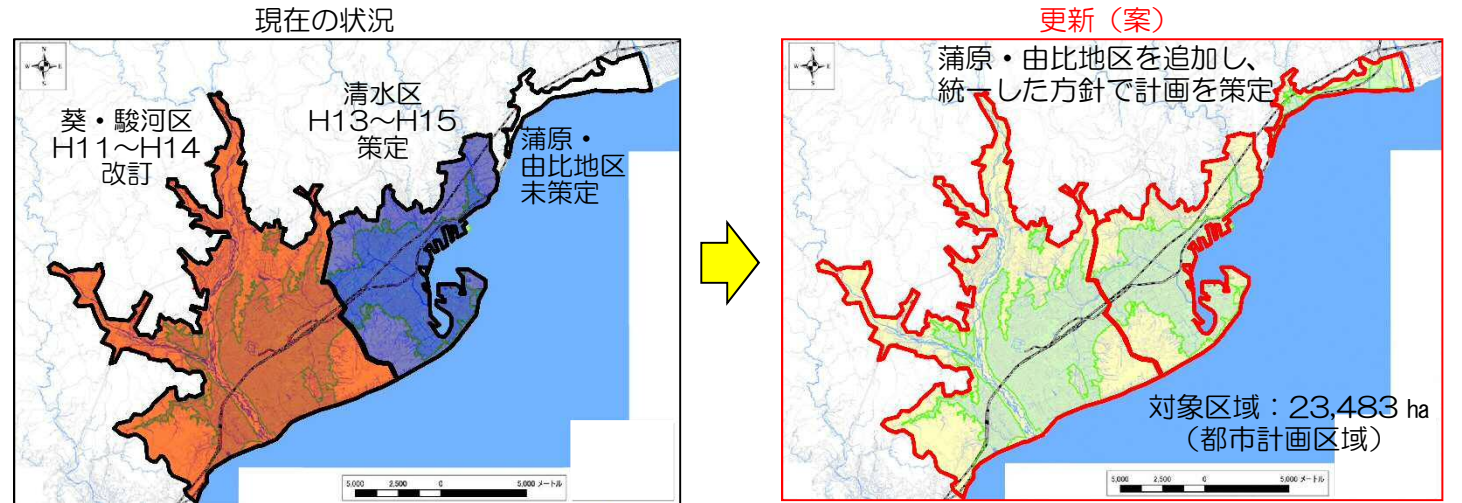 現在の状況
葵・駿河区
H11～H14
改訂
清水区
H13～H15
策定
蒲原・
由比地区
未策定
N
W
E
S
5,000 2,500 0 5,000 メートル
更新（案）
蒲原・由比地区を追加し、
統一した方針で計画を策定
対象区域：23,483 ha
（都市計画区域）
N
W
E
S
5,000 2,500 0 5,000 メートル